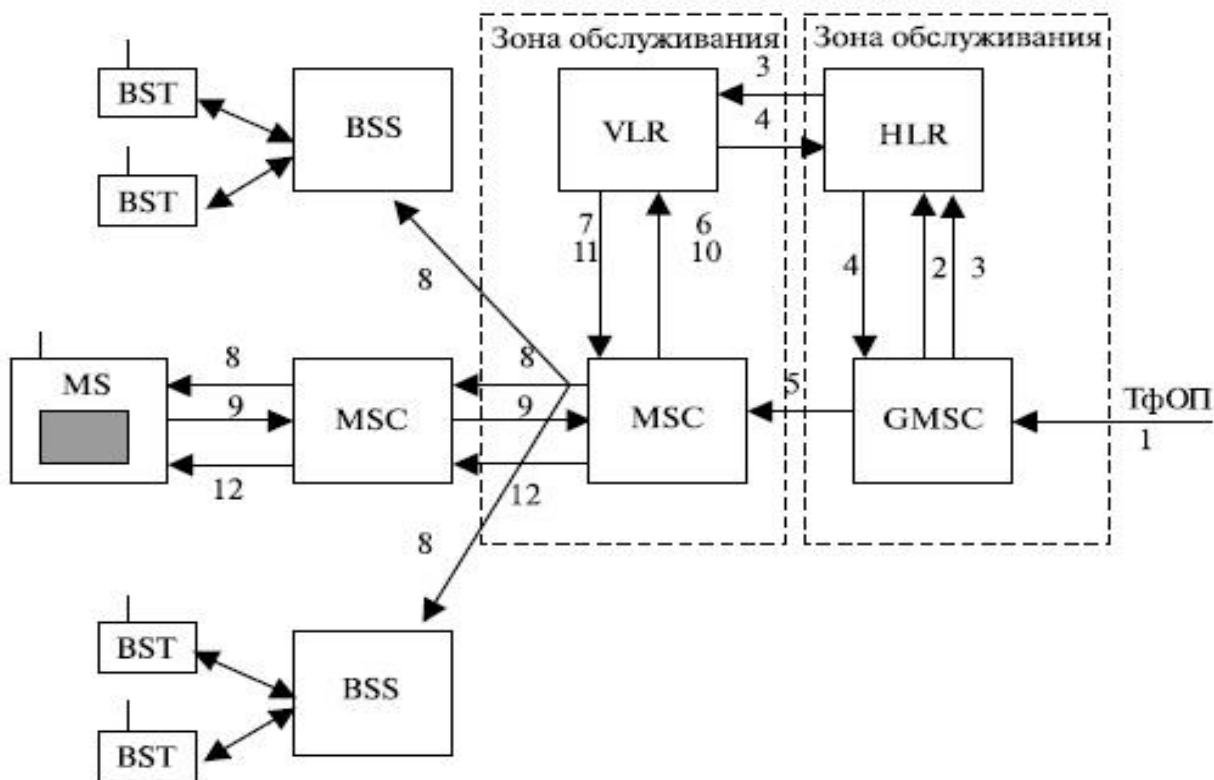 Зона обслуживания
Зона обслуживания
BST
BST
BSS
VLR
3
4
HLR
7
11
6
10
4
2
3
8
MS
8
9
12
MSC
8
9
12
MSC
5
GMSC
ТфОП
1
8
BST
BST
BSS